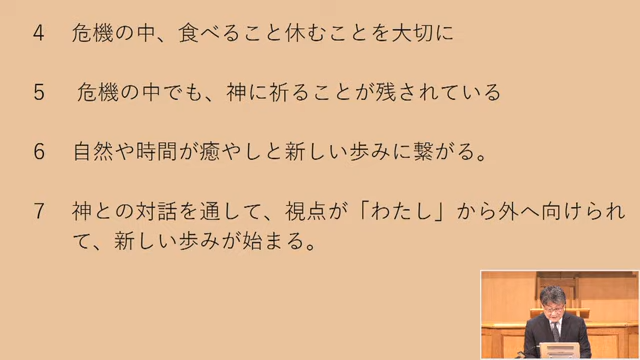 4 危機の中、食べること休むことを大切に
5 危機の中でも、神に祈ることが残されている
6 自然や時間が癒やしと新しい歩みに繋がる。
7 神との対話を通して、視点が「わたし」から外へ向けられ
て、新しい歩みが始まる。